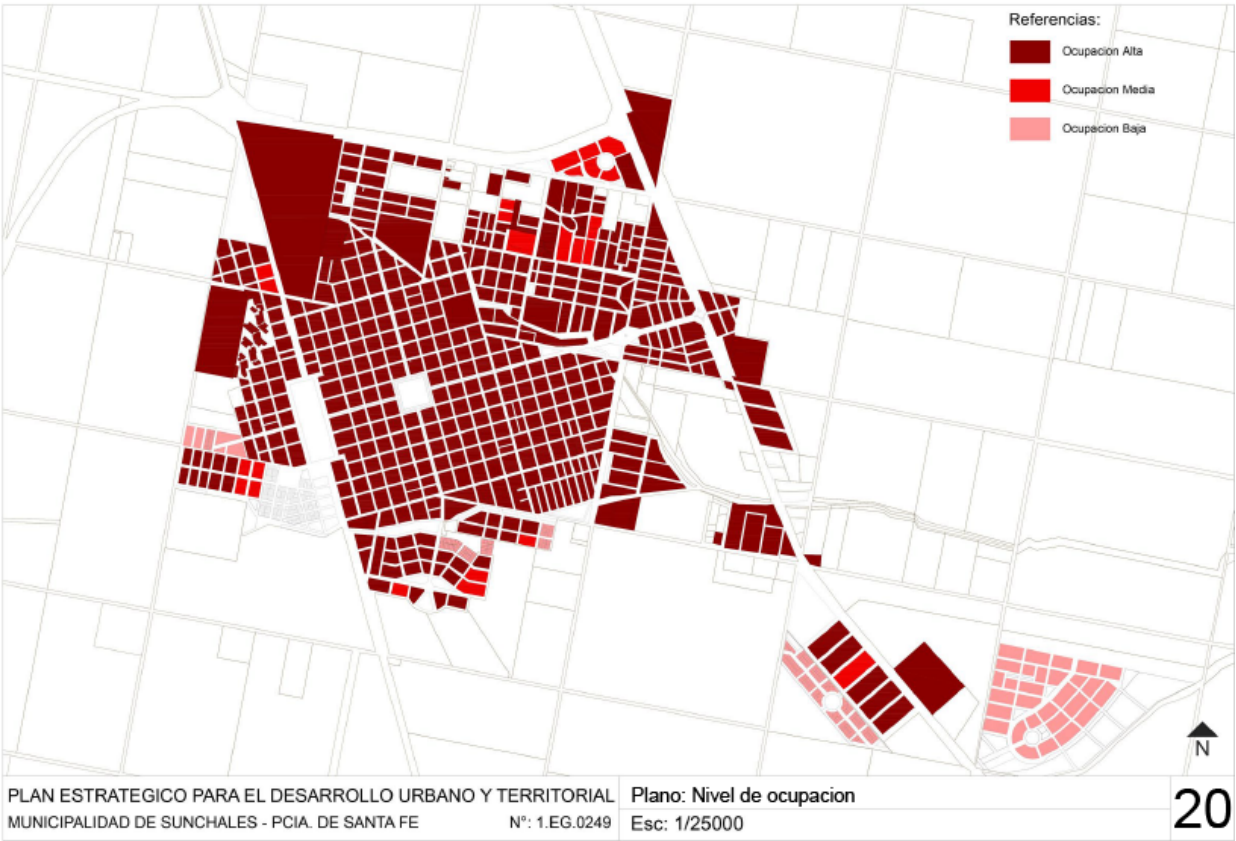 Referencias:
Ocupacion Alta
Ocupacion Media
Ocupacion Baja
N
PLAN ESTRATEGICO PARA EL DESARROLLO URBANO Y TERRITORIAL
MUNICIPALIDAD DE SUNCHALES - PCIA. DE SANTA FE N°: 1.EG.0249
Plano: Nivel de ocupacion
Esc: 1/25000
20